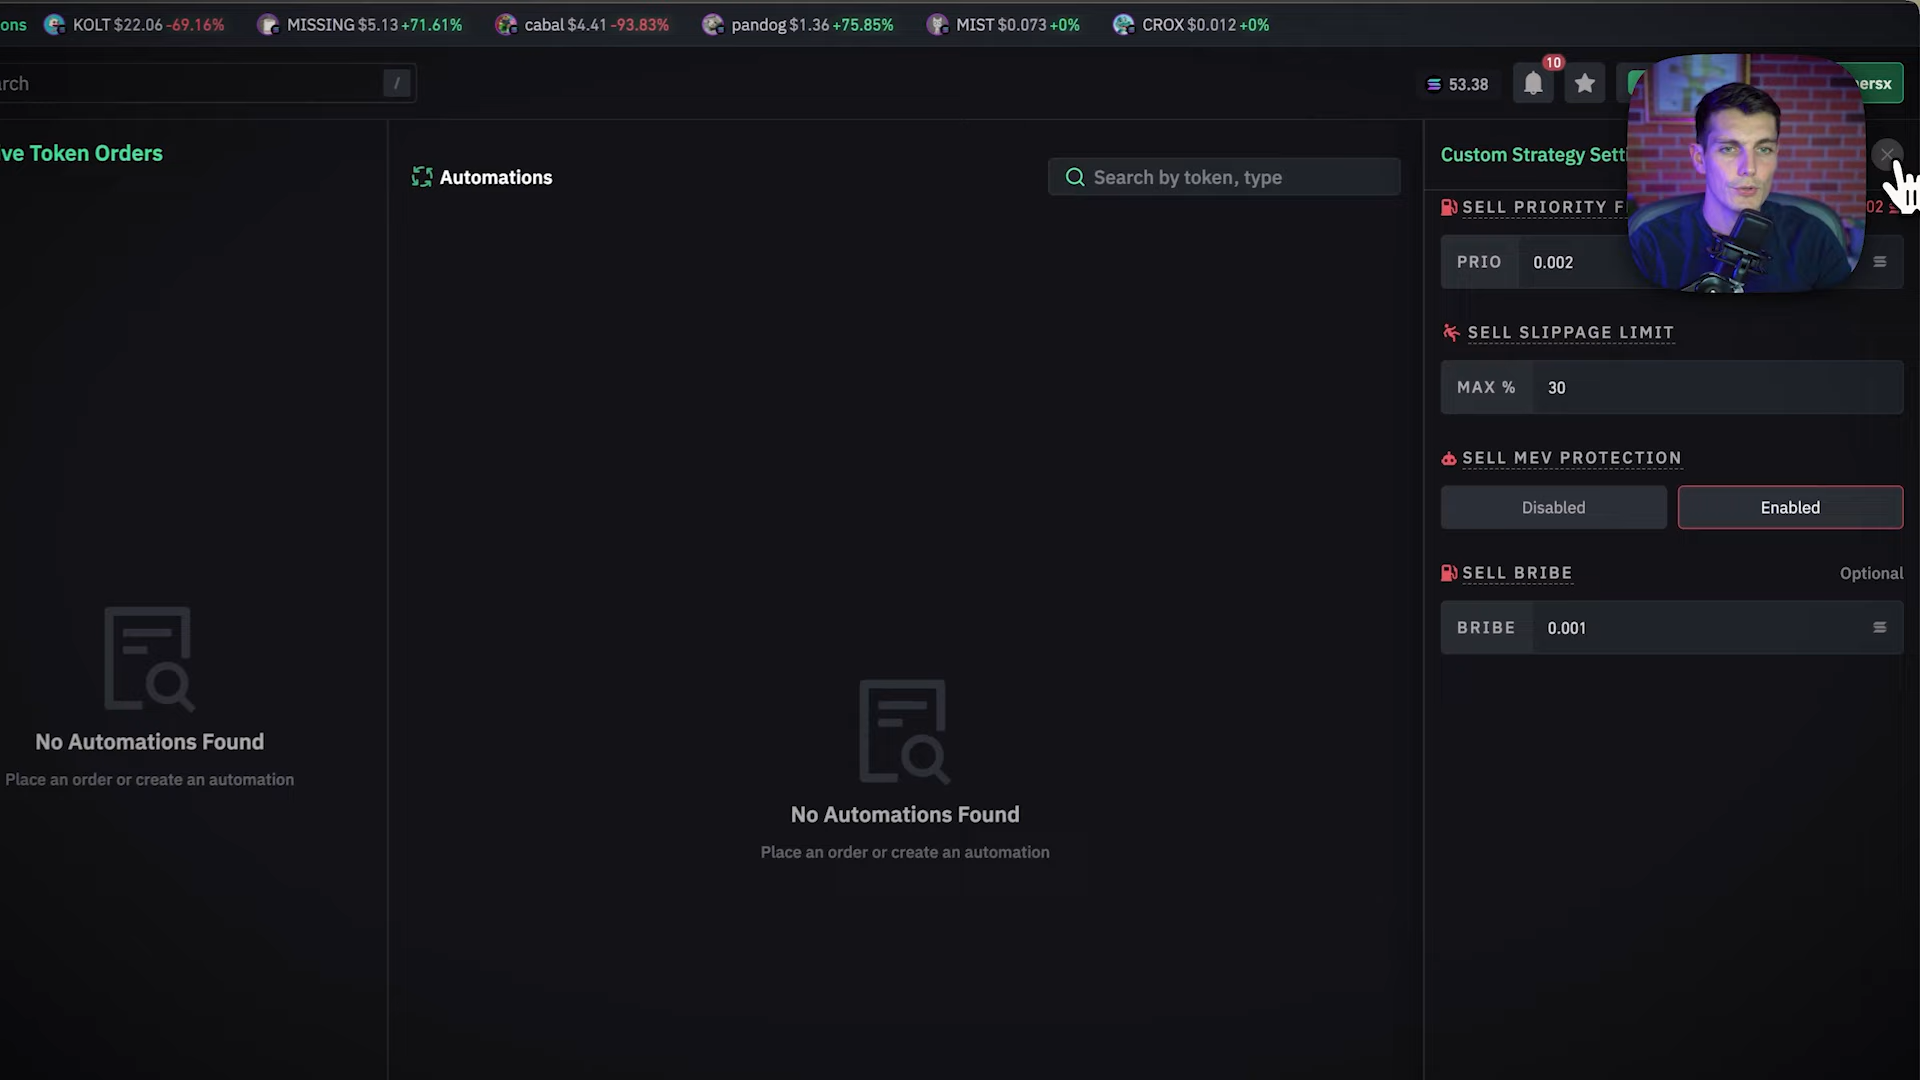 ons KOLT $22.06 -69.16% MISSING $5.13 +71.61% cabal $4.41 -93.83% pandog $1.36 +75.85% MIST $0.073 +0% CROX $0.012 +0%
rch /
53.38
10
ersx
ive Token Orders
Automations
Search by token, type
Custom Strategy Setti
SELL PRIORITY F
02
PRIO 0.002
SELL SLIPPAGE LIMIT
MAX % 30
SELL MEV PROTECTION
Disabled
Enabled
SELL BRIBE
Optional
BRIBE 0.001
No Automations Found
Place an order or create an automation
No Automations Found
Place an order or create an automation